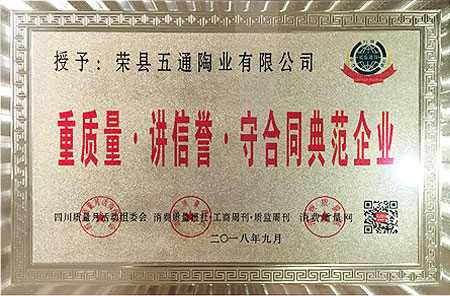 授予：荣县五通陶业有限公司
重质量·讲信誉·守合同典范企业
四川质量月活动组委会 消费质量报社·工商周刊·质监周刊 消费质量网
二〇一八年九月